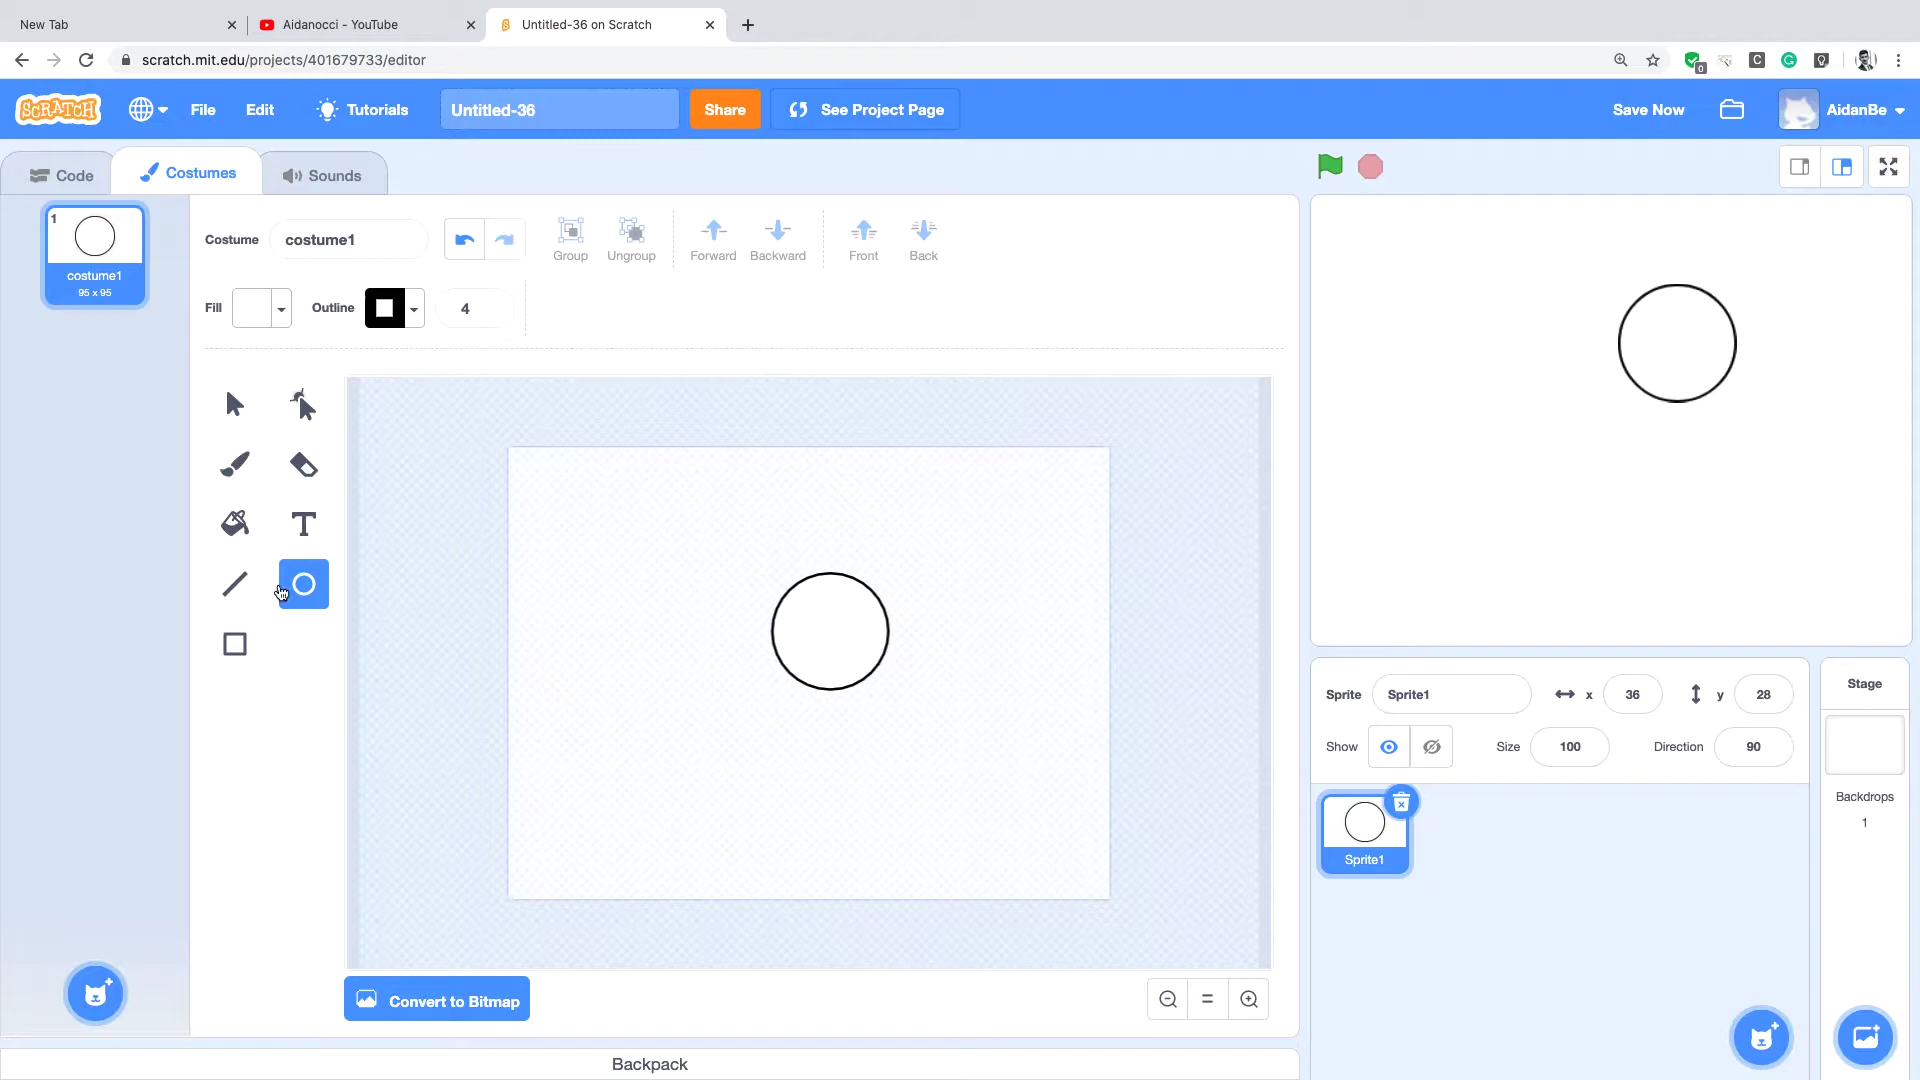 New Tab
Aidanocci - YouTube
Untitled-36 on Scratch
scratch.mit.edu/projects/401679733/editor
0
C
G
SCRATCH
File
Edit
Tutorials
Untitled-36
Share
See Project Page
Save Now
AidanBe
Code
Costumes
Sounds
1
costume1
95 x 95
Costume
costume1
Group
Ungroup
Forward
Backward
Front
Back
Fill
Outline
4
T
Convert to Bitmap
Backpack
Sprite
Sprite1
x
36
y
28
Show
Size
100
Direction
90
Sprite1
Stage
Backdrops
1